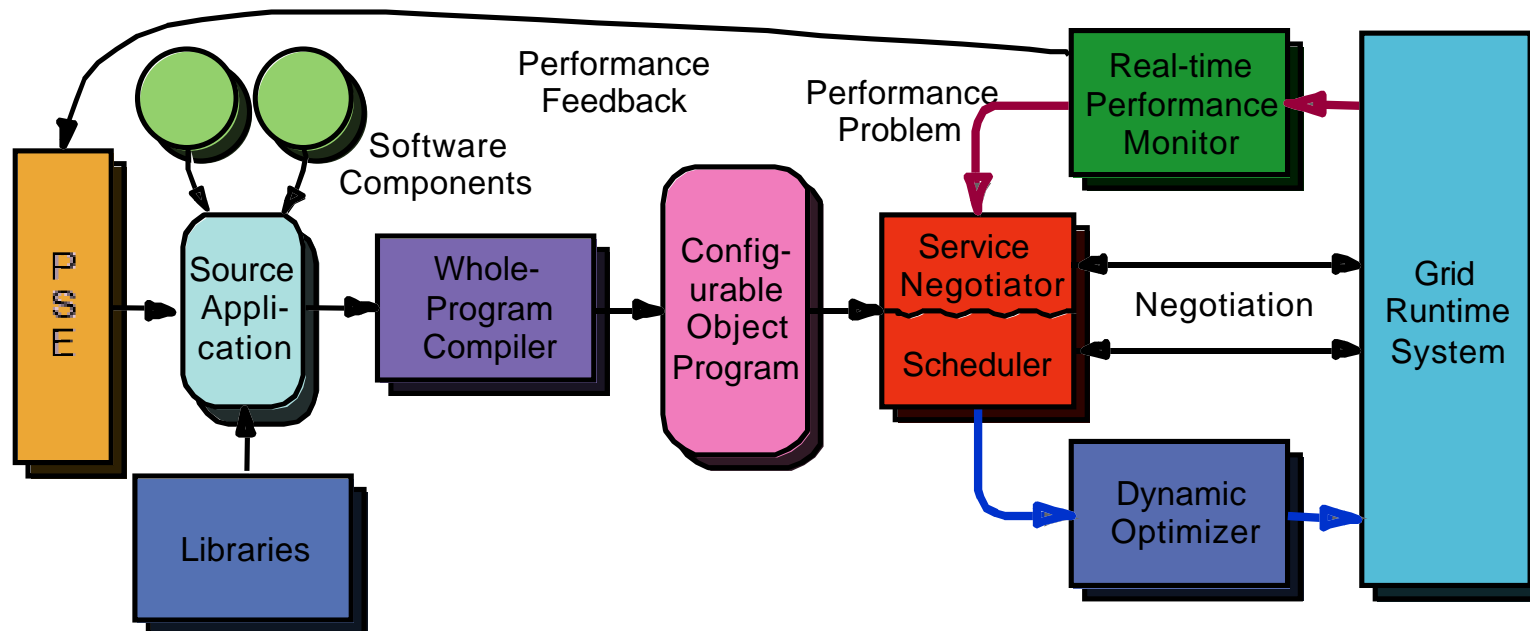 Performance
Feedback
Performance
Problem
Real-time
Performance
Monitor
Software
Components
P
S
E
Source
Appli-
cation
Whole-
Program
Compiler
Config-
urable
Object
Program
Service
Negotiator
Scheduler
Negotiation
Grid
Runtime
System
Libraries
Dynamic
Optimizer